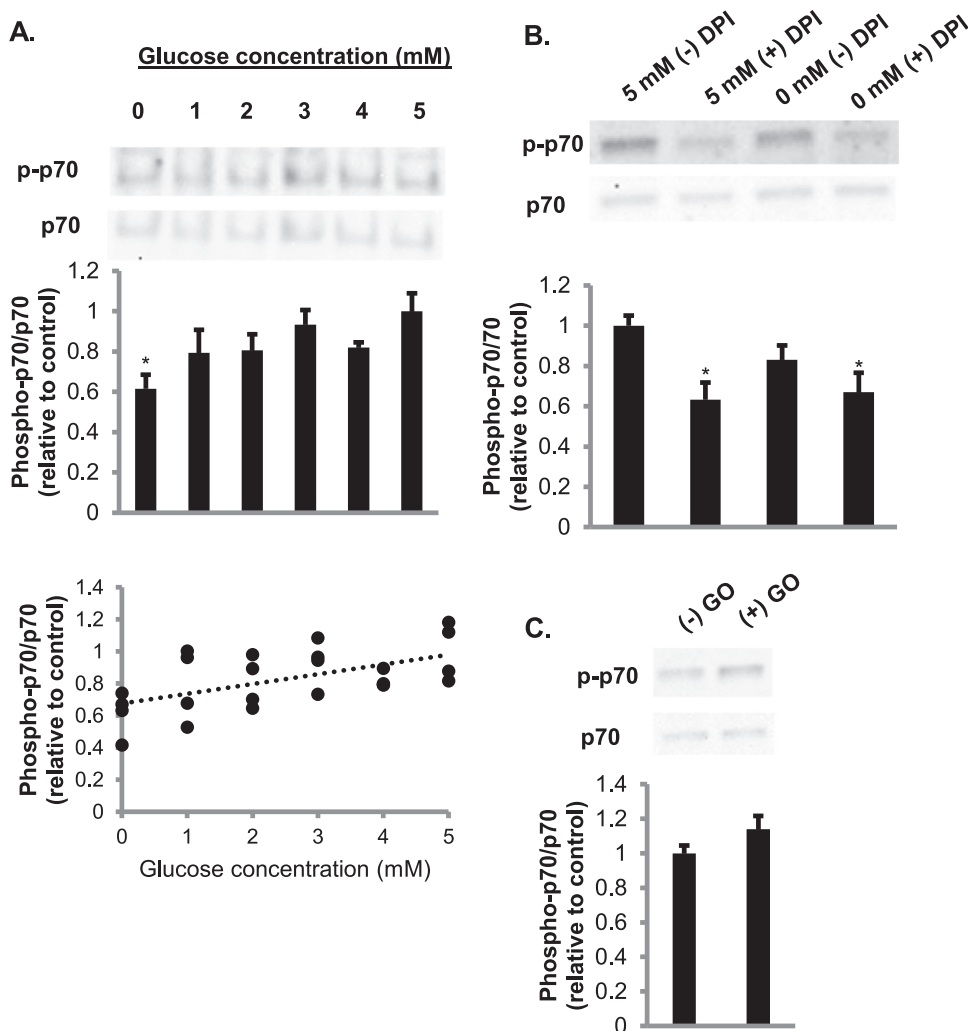 A.
Glucose concentration (mM)
0 1 2 3 4 5
p-p70
p70
Phospho-p70/p70
(relative to control)
1.2
1
0.8
0.6
0.4
0.2
0
*
Phospho-p70/p70
(relative to control)
1.4
1.2
1
0.8
0.6
0.4
0.2
0
0 1 2 3 4 5
Glucose concentration (mM)
B.
5 mM (-) DPI
5 mM (+) DPI
0 mM (-) DPI
0 mM (+) DPI
p-p70
p70
Phospho-p70/70
(relative to control)
1.2
1
0.8
0.6
0.4
0.2
0
* *
C.
(-) GO
(+) GO
p-p70
p70
Phospho-p70/p70
(relative to control)
1.4
1.2
1
0.8
0.6
0.4
0.2
0